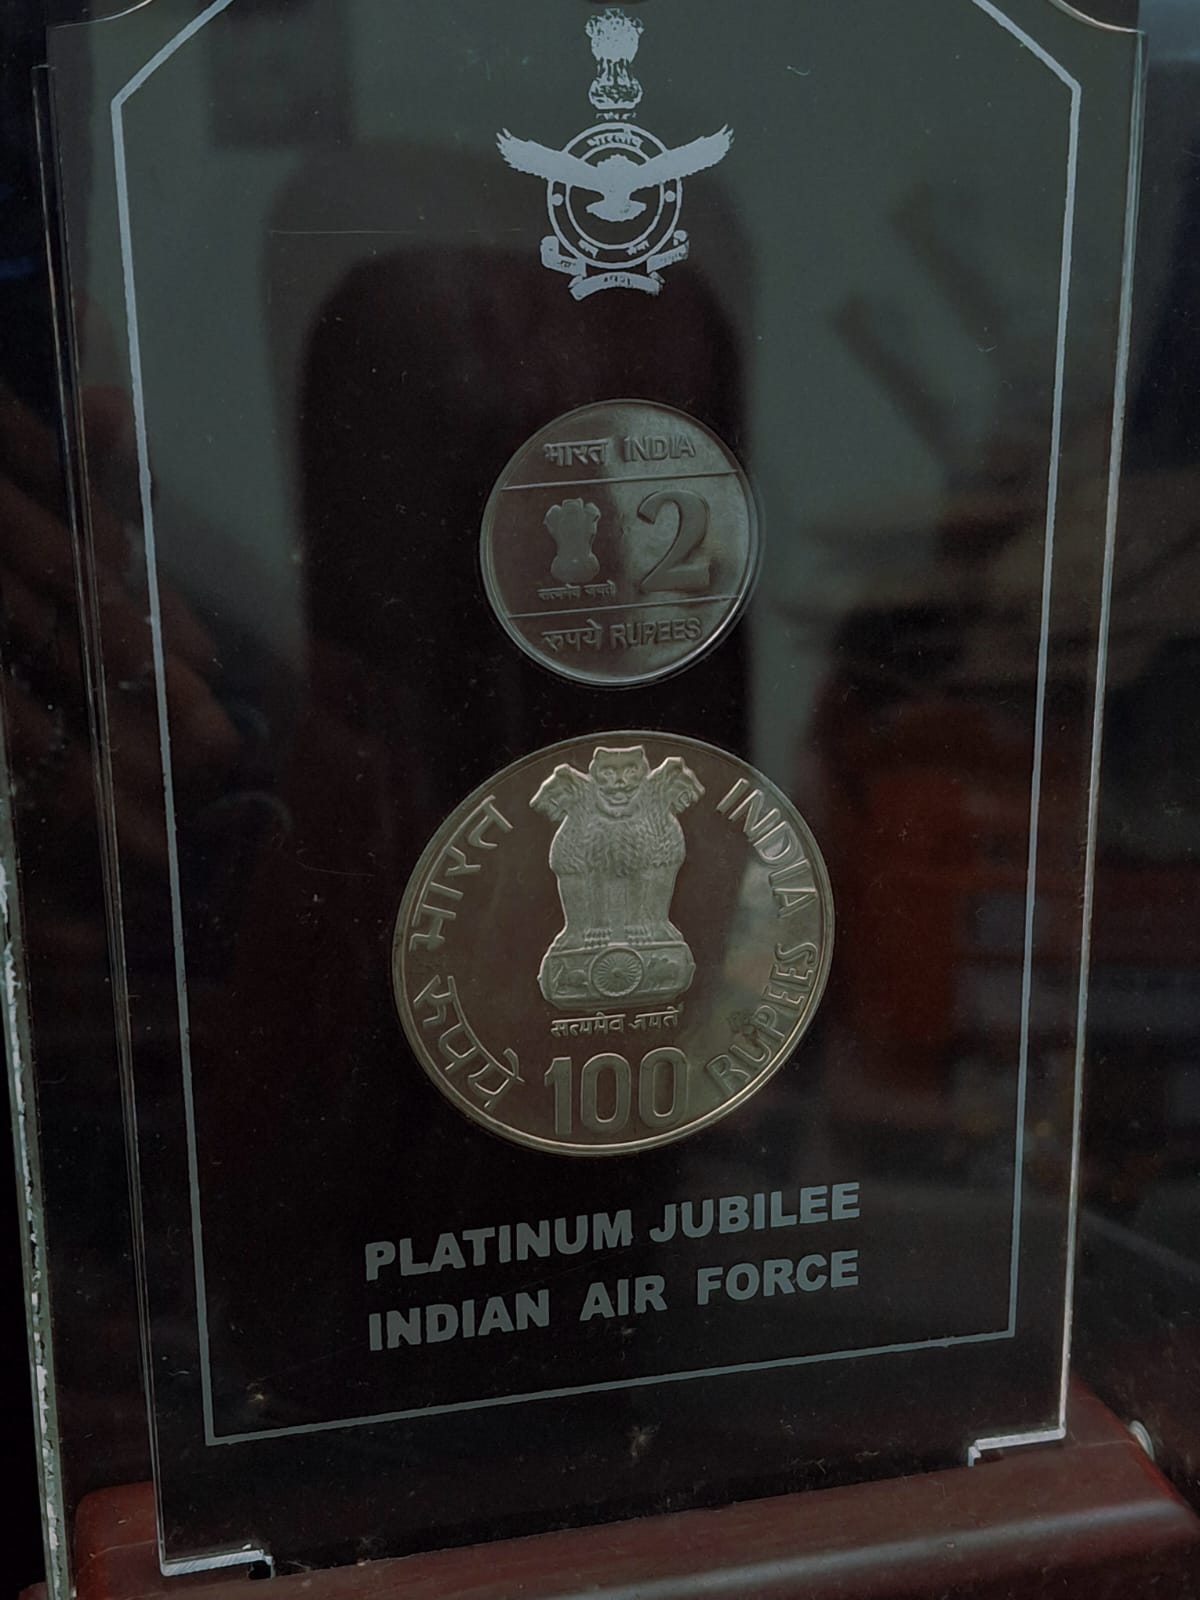 भारतीय
वायु सेना
भारत INDIA
2
सत्यमेव जयते
रुपये RUPEES
भारत INDIA
सत्यमेव जयते
रुपये 100 RUPEES
PLATINUM JUBILEE
INDIAN AIR FORCE